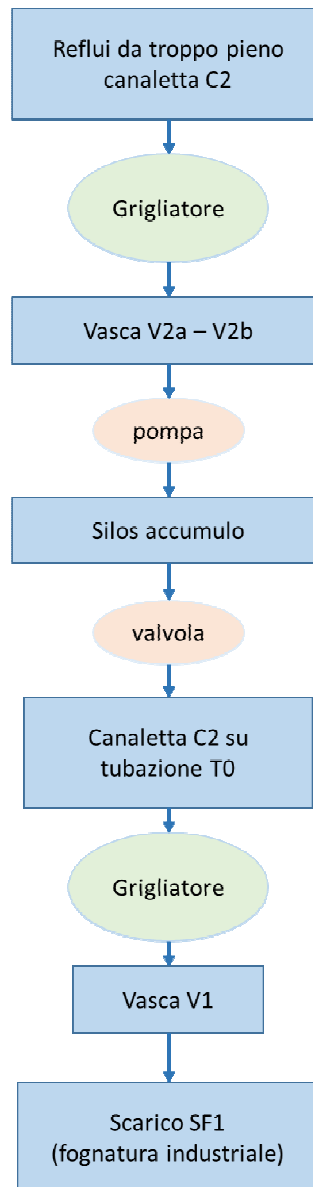 Reflui da troppo pieno
canaletta C2
Grigliatore
Vasca V2a – V2b
pompa
Silos accumulo
valvola
Canaletta C2 su
tubazione T0
Grigliatore
Vasca V1
Scarico SF1
(fognatura industriale)